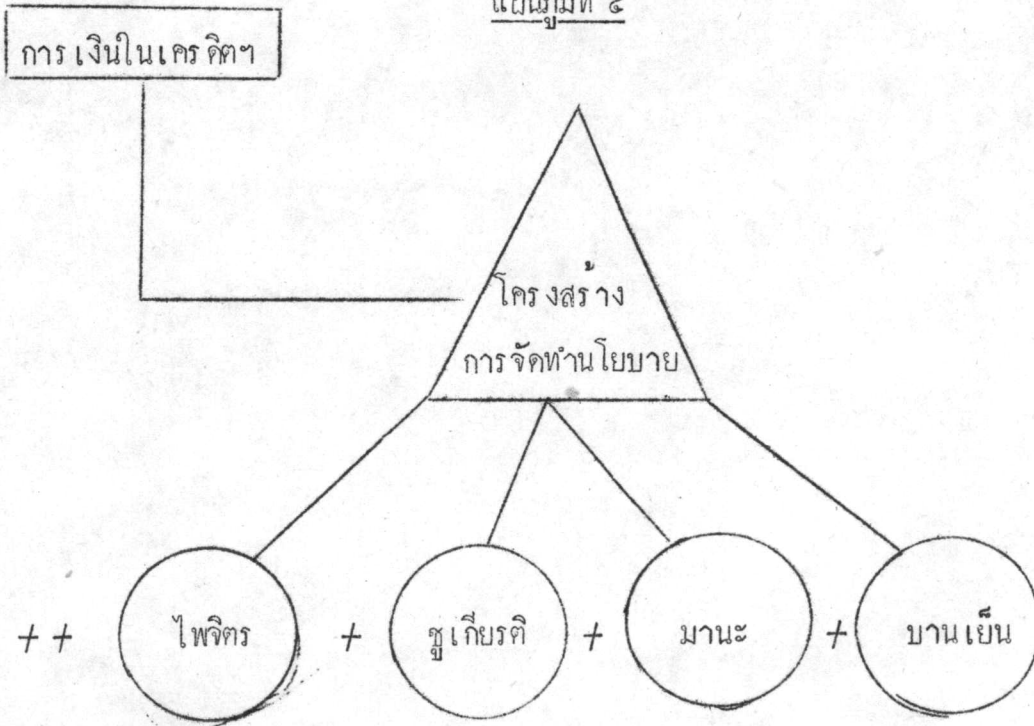 แผนภูมิที่ ๔
การเงินในเครดิตฯ
โครงสร้าง
การจัดทำนโยบาย
++ ไพจิตร + ชูเกียรติ + มานะ + บานเย็น